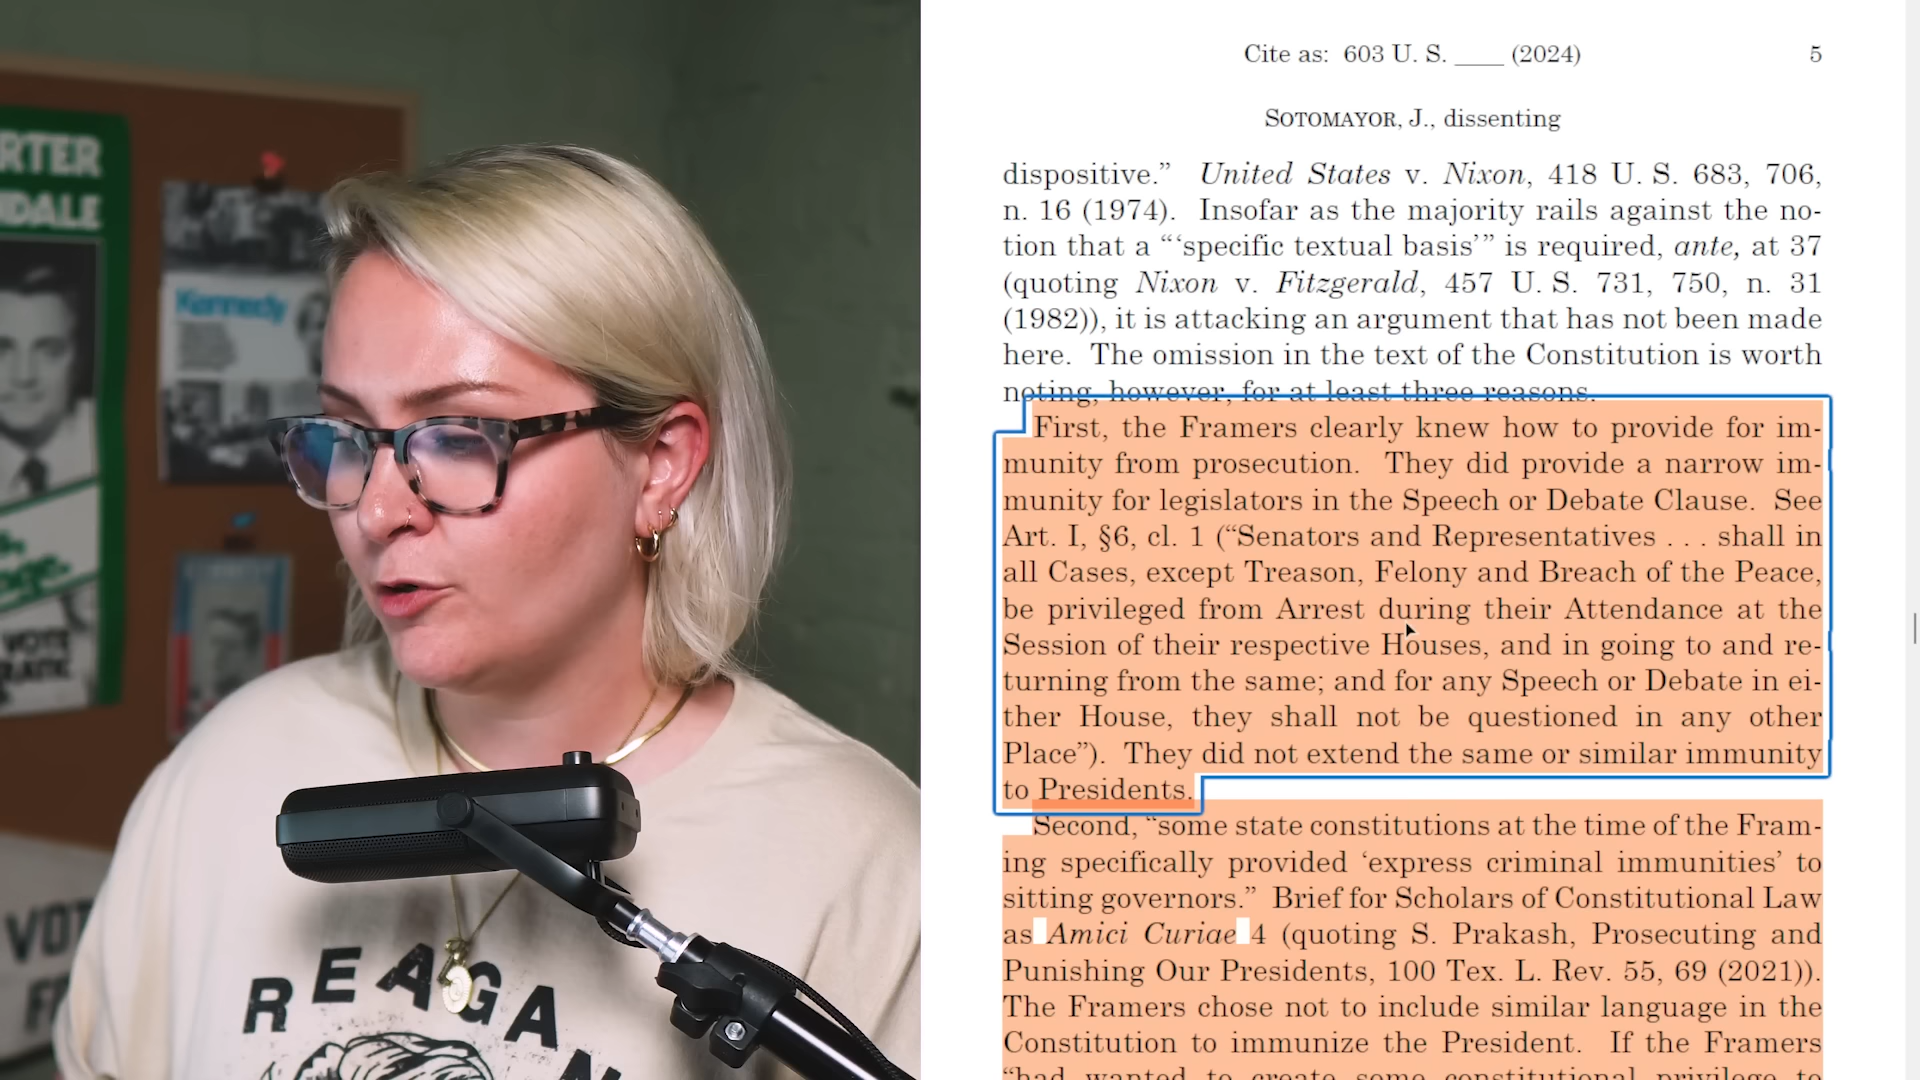 RTER
NDALE
Kennedy
VOTE
VOT
REAGAN
Cite as: 603 U. S. ____ (2024) 5
SOTOMAYOR, J., dissenting
dispositive.” United States v. Nixon, 418 U. S. 683, 706,
n. 16 (1974). Insofar as the majority rails against the no-
tion that a “‘specific textual basis’” is required, ante, at 37
(quoting Nixon v. Fitzgerald, 457 U. S. 731, 750, n. 31
(1982)), it is attacking an argument that has not been made
here. The omission in the text of the Constitution is worth
noting, however, for at least three reasons.
First, the Framers clearly knew how to provide for im-
munity from prosecution. They did provide a narrow im-
munity for legislators in the Speech or Debate Clause. See
Art. I, §6, cl. 1 (“Senators and Representatives . . . shall in
all Cases, except Treason, Felony and Breach of the Peace,
be privileged from Arrest during their Attendance at the
Session of their respective Houses, and in going to and re-
turning from the same; and for any Speech or Debate in ei-
ther House, they shall not be questioned in any other
Place”). They did not extend the same or similar immunity
to Presidents.
Second, “some state constitutions at the time of the Fram-
ing specifically provided ‘express criminal immunities’ to
sitting governors.” Brief for Scholars of Constitutional Law
as Amici Curiae 4 (quoting S. Prakash, Prosecuting and
Punishing Our Presidents, 100 Tex. L. Rev. 55, 69 (2021)).
The Framers chose not to include similar language in the
Constitution to immunize the President. If the Framers
“had wanted to create some constitutional privilege to